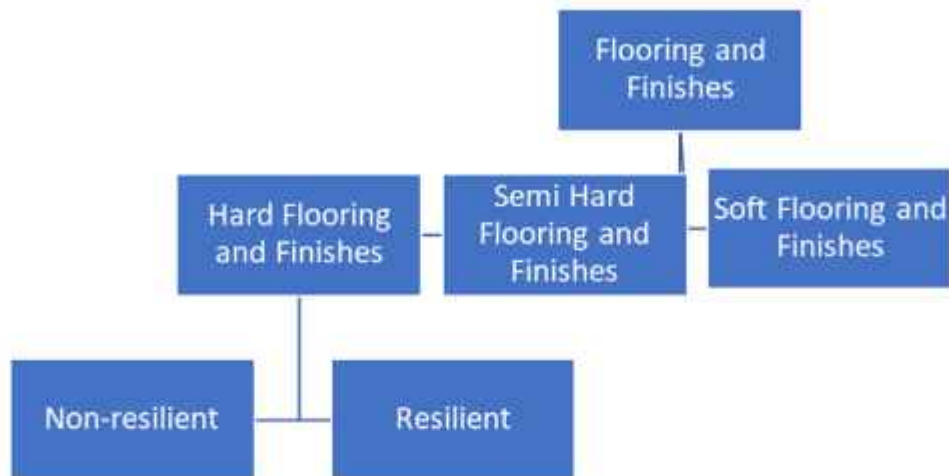 Flooring and
Finishes
Hard Flooring
and Finishes
Semi Hard
Flooring and
Finishes
Soft Flooring and
Finishes
Non-resilient
Resilient